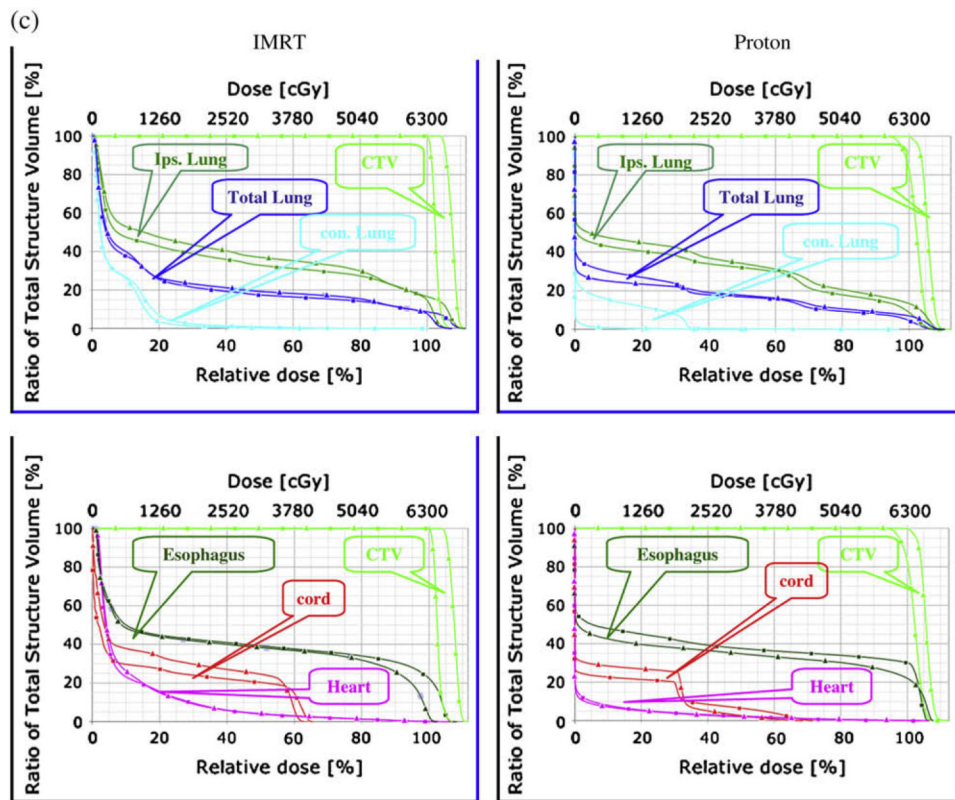 (c)
IMRT
Proton
Dose [cGy]
0 1260 2520 3780 5040 6300
Ratio of Total Structure Volume [%]
100
80
60
40
20
0
Ips. Lung
CTV
Total Lung
con. Lung
0 20 40 60 80 100
Relative dose [%]
Dose [cGy]
0 1260 2520 3780 5040 6300
Ratio of Total Structure Volume [%]
100
80
60
40
20
0
Ips. Lung
CTV
Total Lung
con. Lung
0 20 40 60 80 100
Relative dose [%]
Dose [cGy]
0 1260 2520 3780 5040 6300
Ratio of Total Structure Volume [%]
100
80
60
40
20
0
Esophagus
CTV
cord
Heart
0 20 40 60 80 100
Relative dose [%]
Dose [cGy]
0 1260 2520 3780 5040 6300
Ratio of Total Structure Volume [%]
100
80
60
40
20
0
Esophagus
CTV
cord
Heart
0 20 40 60 80 100
Relative dose [%]